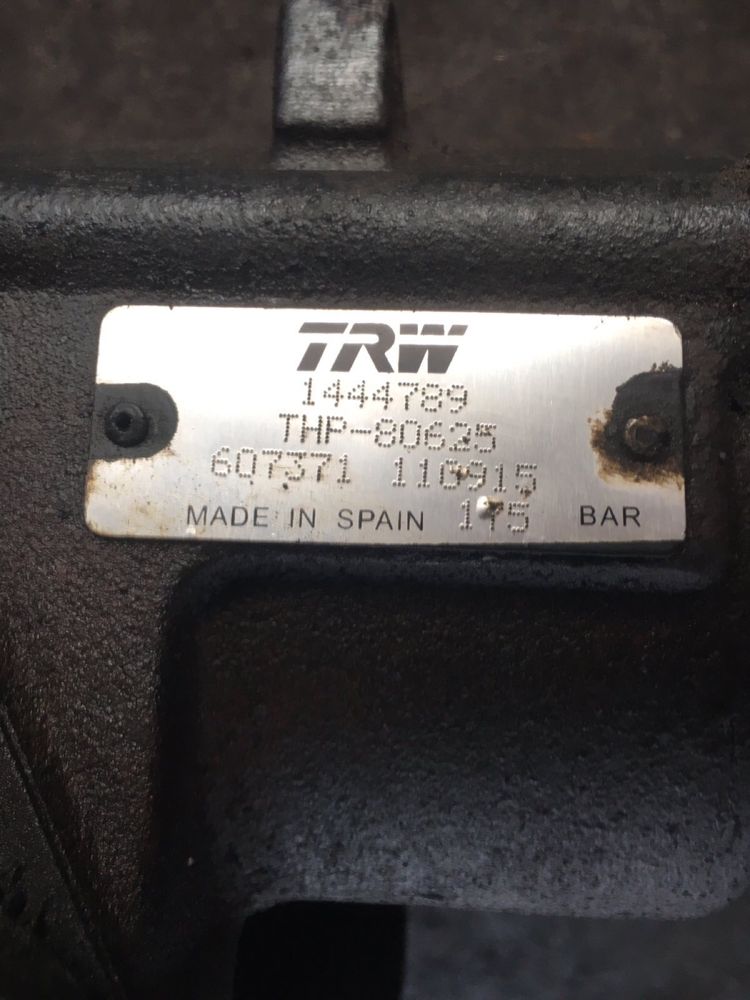 TRW
1444789
THP-80625
607371 110915
MADE IN SPAIN 175 BAR